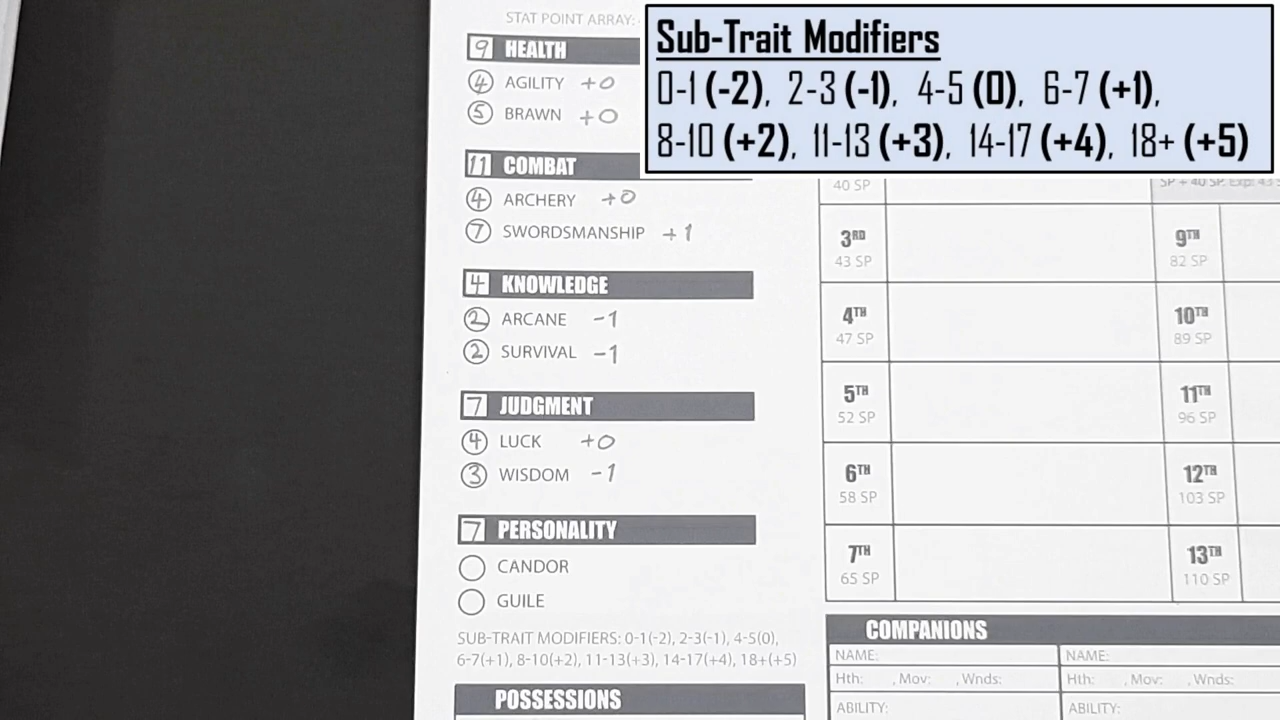 STAT POINT ARRAY:
9 HEALTH
4 AGILITY +0
5 BRAWN +0
11 COMBAT
4 ARCHERY +0
7 SWORDSMANSHIP +1
4 KNOWLEDGE
2 ARCANE -1
2 SURVIVAL -1
7 JUDGMENT
4 LUCK +0
3 WISDOM -1
7 PERSONALITY
CANDOR
GUILE
SUB-TRAIT MODIFIERS: 0-1(-2), 2-3(-1), 4-5(0),
6-7(+1), 8-10(+2), 11-13(+3), 14-17(+4), 18+(+5)
POSSESSIONS
Sub-Trait Modifiers
0-1 (-2), 2-3 (-1), 4-5 (0), 6-7 (+1),
8-10 (+2), 11-13 (+3), 14-17 (+4), 18+ (+5)
40 SP
SP + 40 SP. Exp: 43
3RD
43 SP
9TH
82 SP
4TH
47 SP
10TH
89 SP
5TH
52 SP
11TH
96 SP
6TH
58 SP
12TH
103 SP
7TH
65 SP
13TH
110 SP
COMPANIONS
NAME:
NAME:
Hth: , Mov: , Wnds:
Hth: , Mov: , Wnds:
ABILITY:
ABILITY: